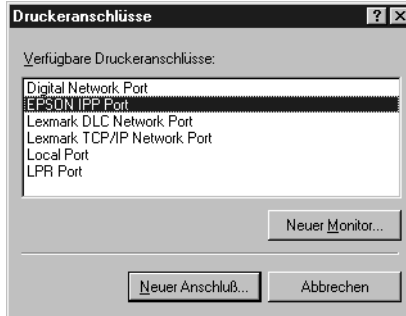 Druckeranschlüsse
Verfügbare Druckeranschlüsse:
Digital Network Port
EPSON IPP Port
Lexmark DLC Network Port
Lexmark TCP/IP Network Port
Local Port
LPR Port
Neuer Monitor...
Neuer Anschluß...
Abbrechen